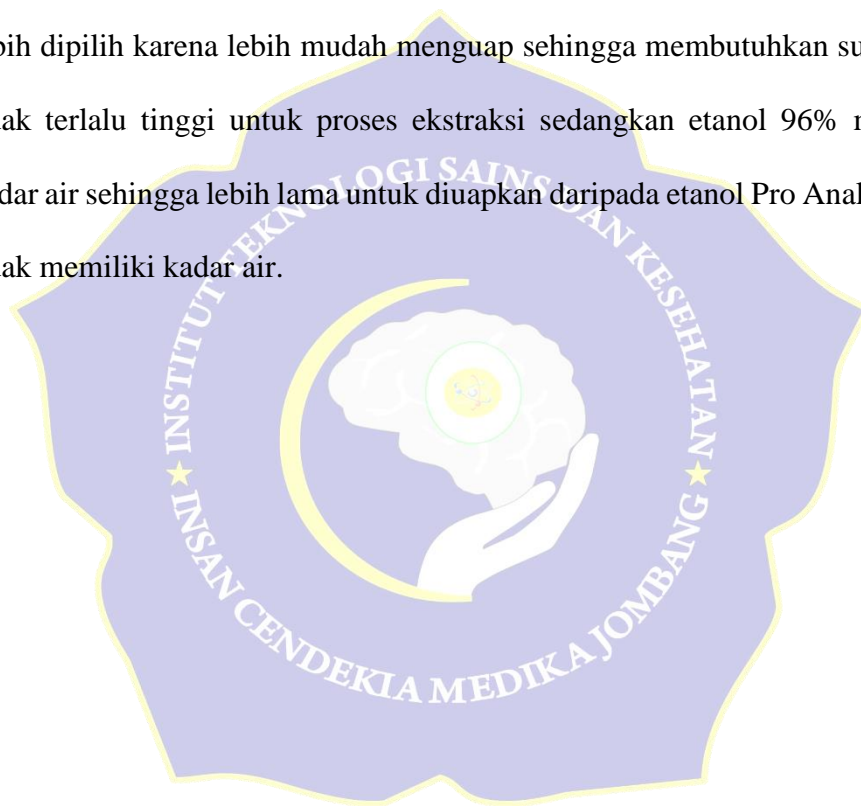 bih dipilih karena lebih mudah menguap sehingga membutuhkan su
ak terlalu tinggi untuk proses ekstraksi sedangkan etanol 96% m
dar air sehingga lebih lama untuk diuapkan daripada etanol Pro Anal
ak memiliki kadar air.
INSTITUT TEKNOLOGI SAINS DAN KESEHATAN
INSAN CENDEKIA MEDIKA JOMBANG